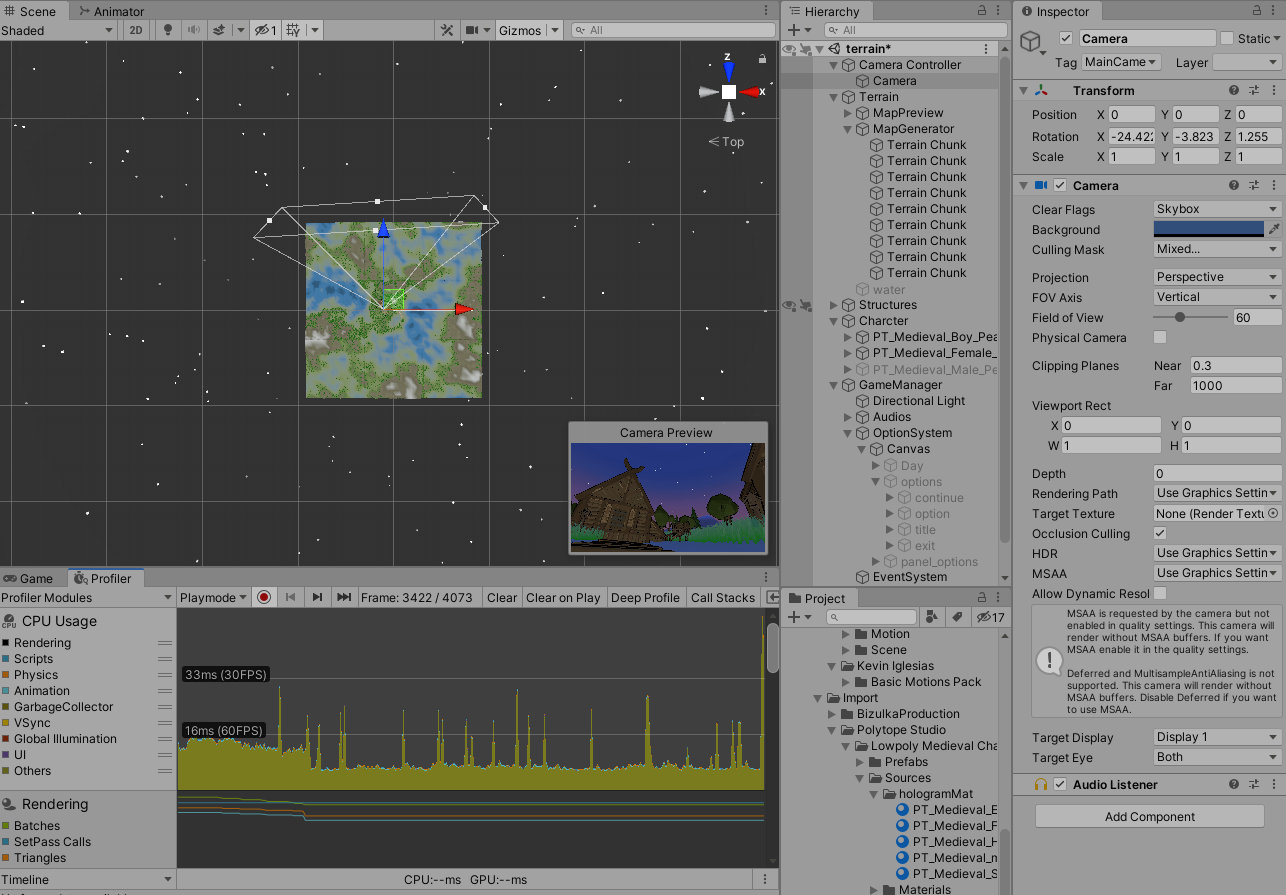 Scene
Animator
Shaded
2D
1
Gizmos
All
z
x
Top
Camera Preview
Hierarchy
All
terrain*
Camera Controller
Camera
Terrain
MapPreview
MapGenerator
Terrain Chunk
Terrain Chunk
Terrain Chunk
Terrain Chunk
Terrain Chunk
Terrain Chunk
Terrain Chunk
Terrain Chunk
Terrain Chunk
water
Structures
Charcter
PT_Medieval_Boy_Pea
PT_Medieval_Female_
PT_Medieval_Male_Pe
GameManager
Directional Light
Audios
OptionSystem
Canvas
Day
options
continue
option
title
exit
panel_options
EventSystem
Inspector
Camera
Static
Tag MainCame Layer
Transform
Position X 0 Y 0 Z 0
Rotation X -24.422 Y -3.823 Z 1.255
Scale X 1 Y 1 Z 1
Camera
Clear Flags Skybox
Background
Culling Mask Mixed...
Projection Perspective
FOV Axis Vertical
Field of View 60
Physical Camera
Clipping Planes Near 0.3
Far 1000
Viewport Rect
X 0 Y 0
W 1 H 1
Depth 0
Rendering Path Use Graphics Settin
Target Texture None (Render Textu
Occlusion Culling
HDR Use Graphics Settin
MSAA Use Graphics Settin
Allow Dynamic Resol
MSAA is requested by the camera but not
enabled in quality settings. This camera will
render without MSAA buffers. If you want
MSAA enable it in the quality settings.
Deferred and MultisampleAntiAliasing is not
supported. This camera will render without
MSAA buffers. Disable Deferred if you want
to use MSAA.
Target Display Display 1
Target Eye Both
Audio Listener
Add Component
Game
Profiler
Profiler Modules
Playmode
Frame: 3422 / 4073
Clear
Clear on Play
Deep Profile
Call Stacks
CPU Usage
Rendering
Scripts
Physics
Animation
GarbageCollector
VSync
Global Illumination
UI
Others
33ms (30FPS)
16ms (60FPS)
Rendering
Batches
SetPass Calls
Triangles
Timeline
CPU:--ms GPU:--ms
Project
17
Motion
Scene
Kevin Iglesias
Basic Motions Pack
Import
BizulkaProduction
Polytope Studio
Lowpoly Medieval Cha
Prefabs
Sources
hologramMat
PT_Medieval_E
PT_Medieval_F
PT_Medieval_H
PT_Medieval_m
PT_Medieval_S
Materials